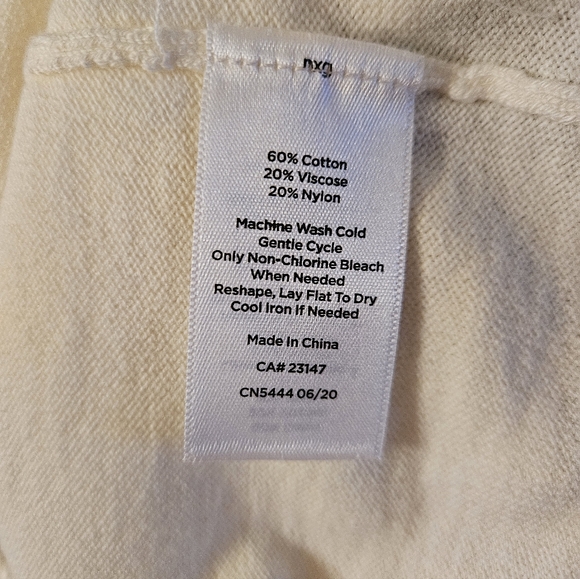 60% Cotton
20% Viscose
20% Nylon
Machine Wash Cold
Gentle Cycle
Only Non-Chlorine Bleach
When Needed
Reshape, Lay Flat To Dry
Cool Iron If Needed
Made In China
CA# 23147
CN5444 06/20